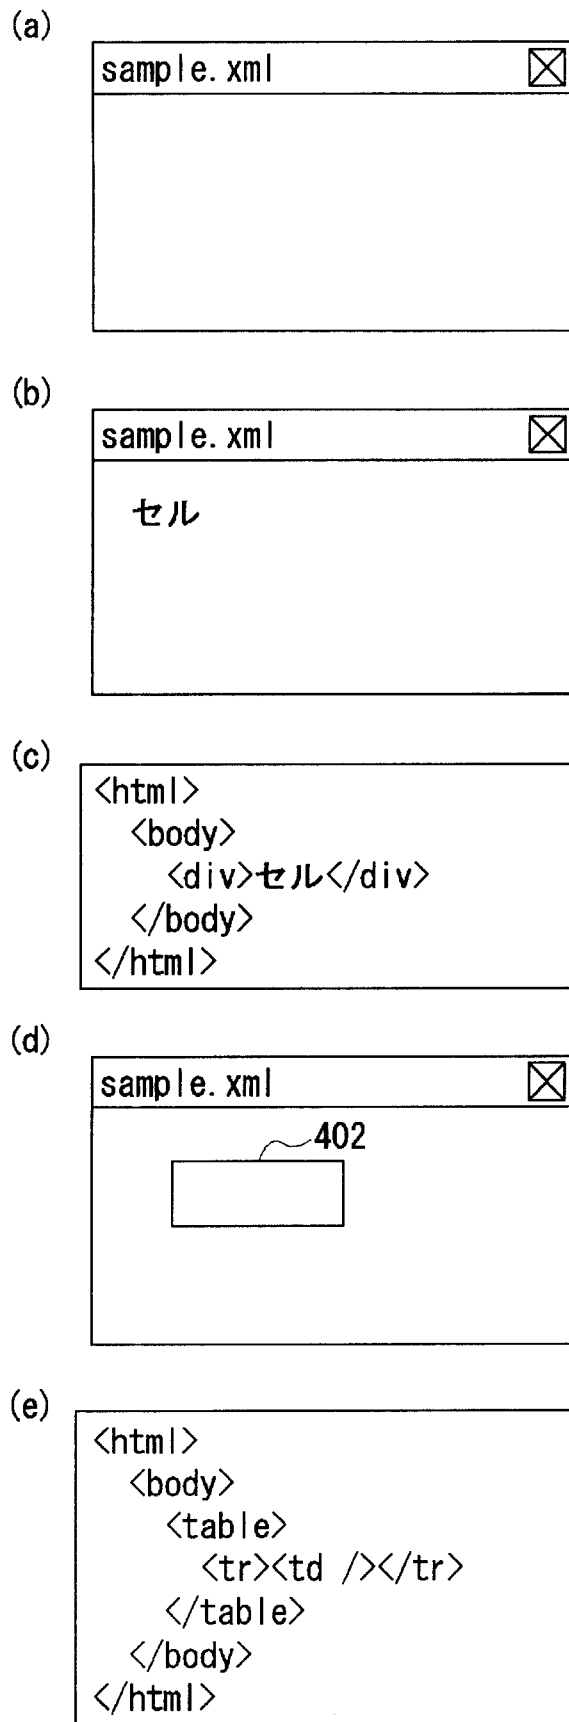 (a)
sample.xml
(b)
sample.xml
セル
(c)
<html>
<body>
<div>セル</div>
</body>
</html>
(d)
sample.xml
402
(e)
<html>
<body>
<table>
<tr><td /></tr>
</table>
</body>
</html>